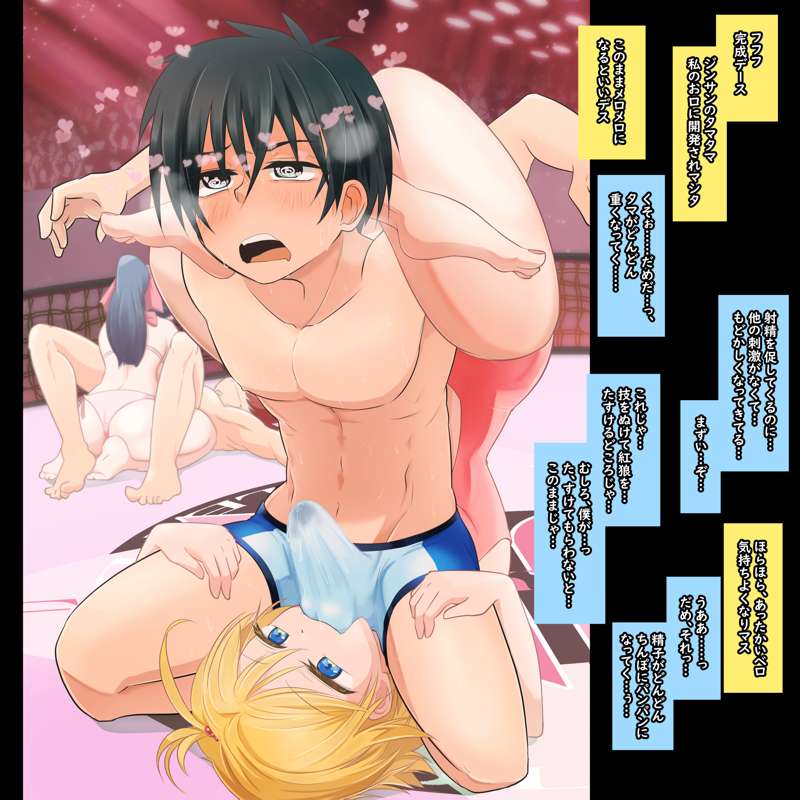 フフフ
完成デース
ジンサンのタマタマ
私のお口に開発されマシタ
このままメロメロに
なるといいデス
くそぉ……だめだ…っ、
タマがどんどん
重くなってく……
射精を促してくるのに…
他の刺激がなくて…
もどかしくなってきてる…
まずぃ…ぞ…
これじゃ…
技をぬけて紅狼を…
たすけるどころじゃ…
むしろ、僕が…っ
た、すけてもらわないと…
このままじゃ…
ほらほら、あったかいベロ
気持ちよくなりマス
うああ……っ
だめ、それっ…
精子がどんどん
ちんぽにパンパンに
なってく…ぅ…